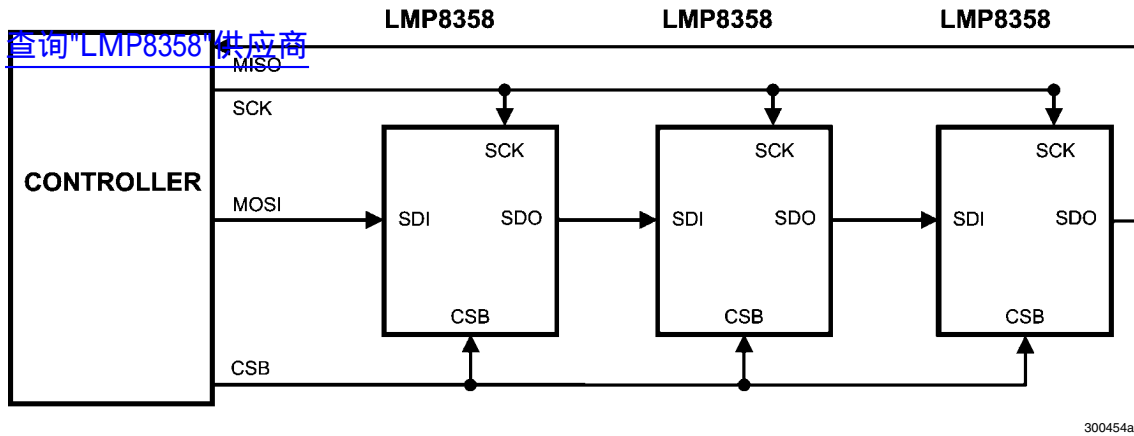 LMP8358 LMP8358 LMP8358
查询"LMP8358"供应商
MISO
SCK
SCK SCK SCK
CONTROLLER
MOSI
SDI SDO SDI SDO SDI SDO
CSB CSB CSB
CSB
300454a